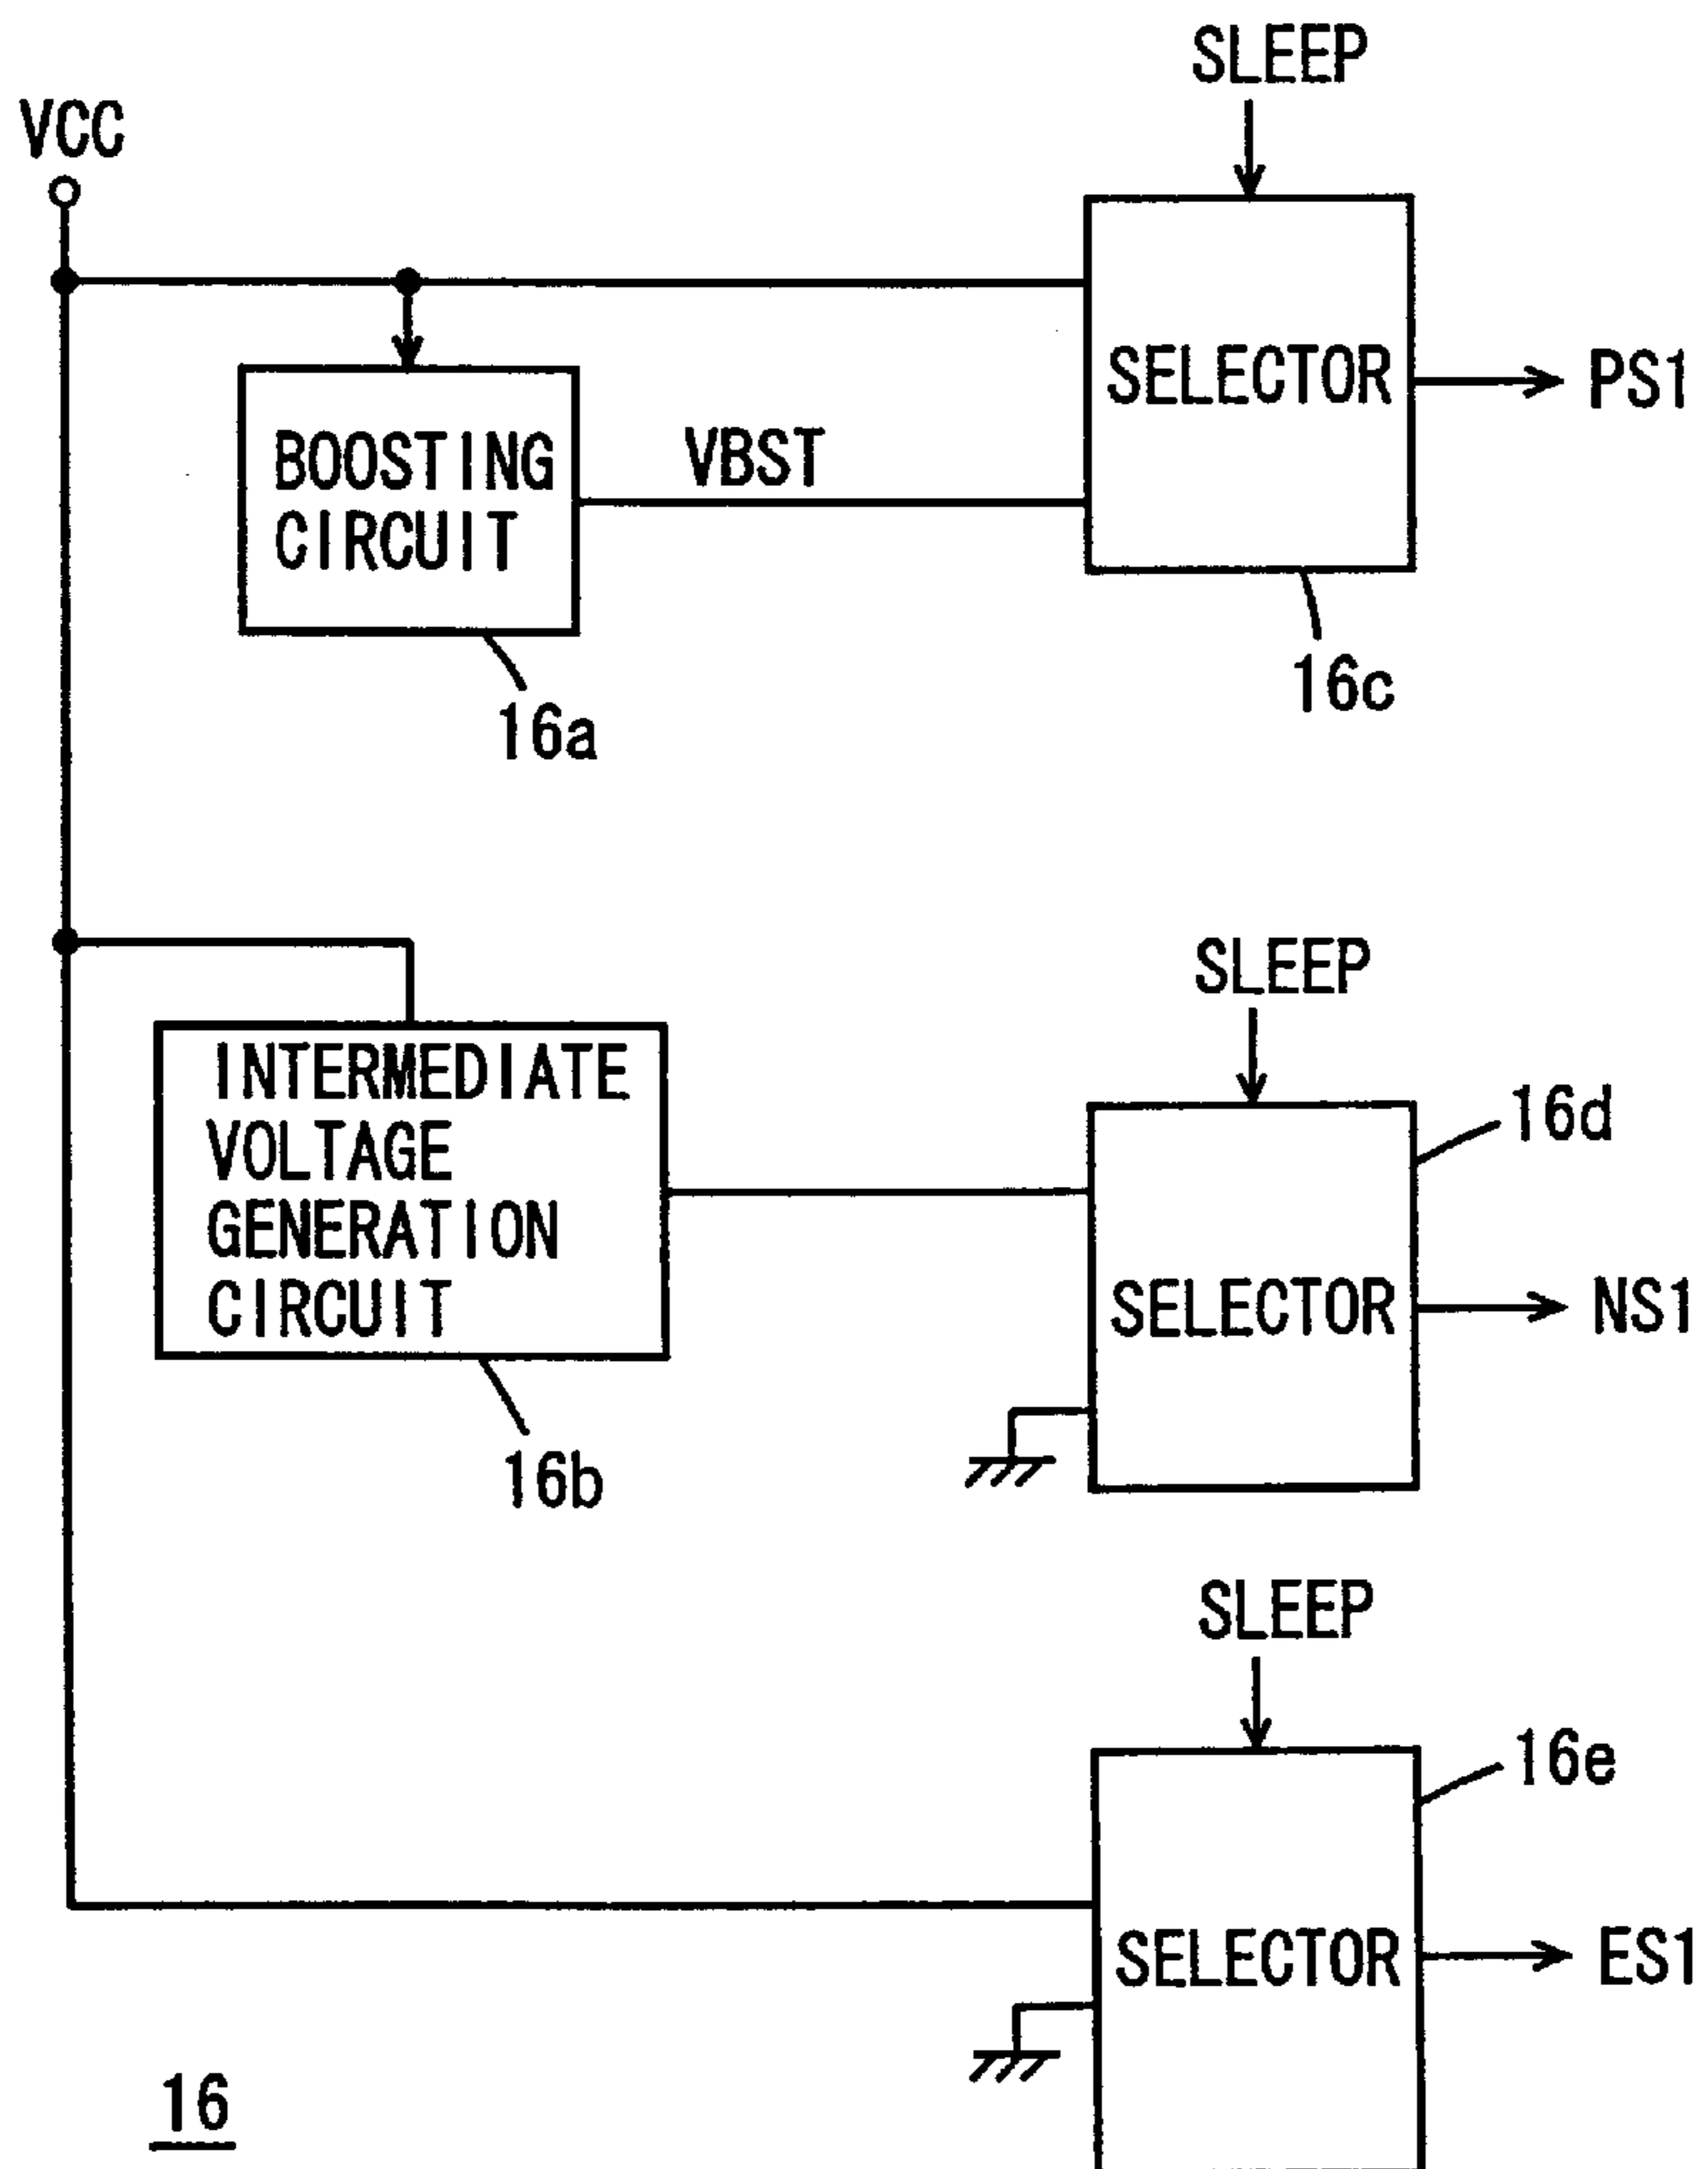 SLEEP
VCC
SELECTOR
PS1
BOOSTING
CIRCUIT
VBST
16c
16a
SLEEP
INTERMEDIATE
VOLTAGE
GENERATION
CIRCUIT
16d
SELECTOR
NS1
16b
SLEEP
16e
SELECTOR
ES1
16